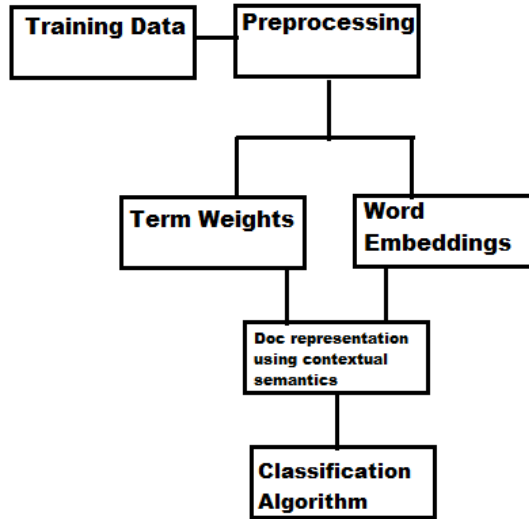 Training Data
Preprocessing
Term Weights
Word
Embeddings
Doc representation
using contextual
semantics
Classification
Algorithm